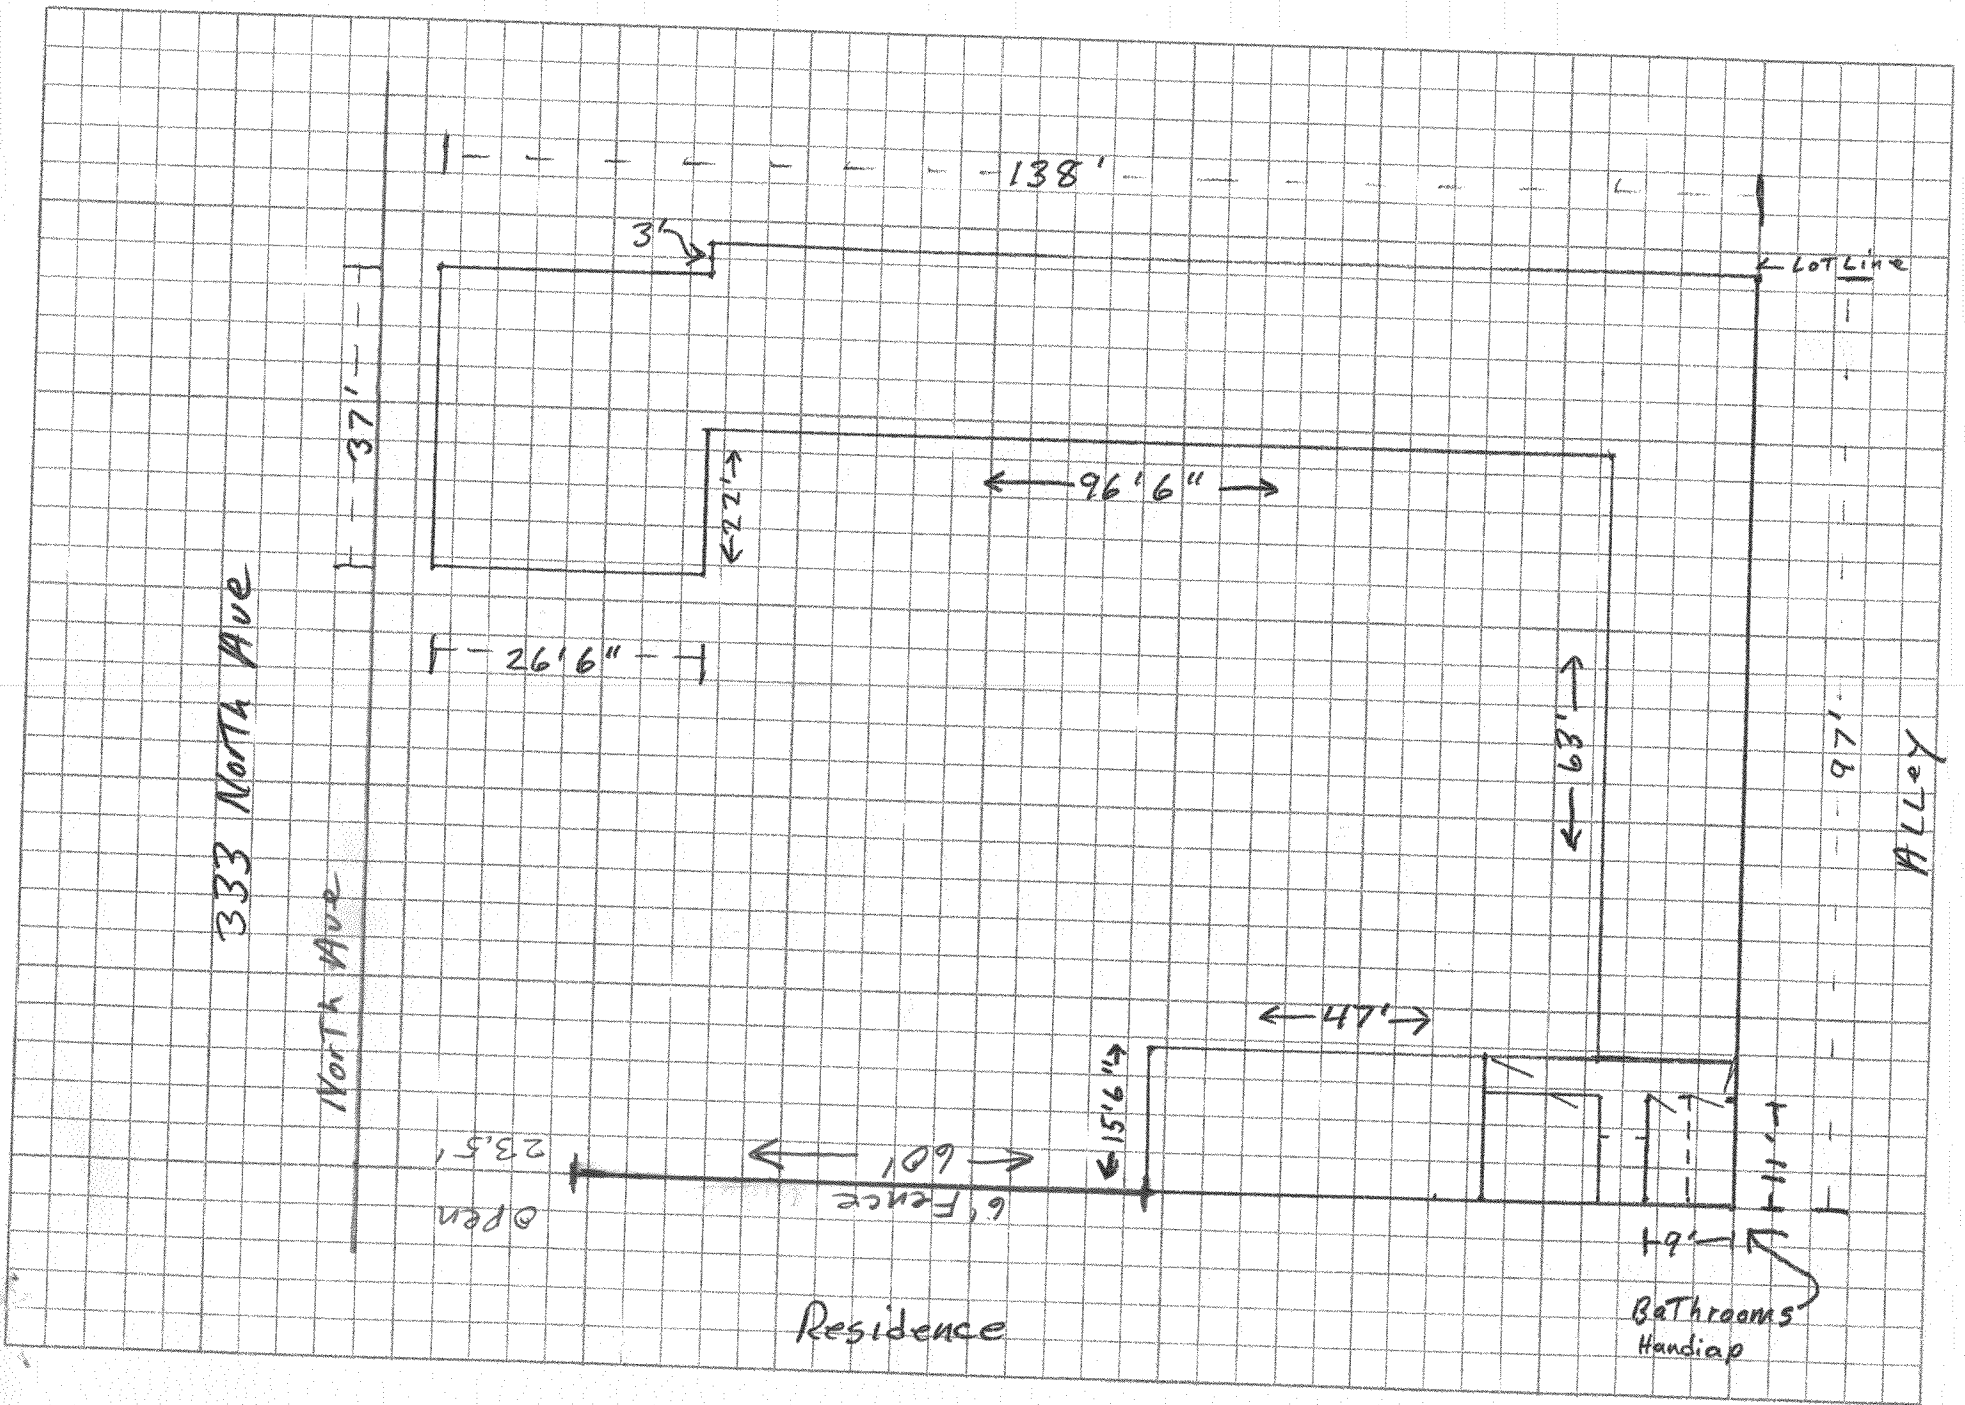 138'
3'
Lot Line
37'
22'
96'6"
333 North Ave
26'6"
63'
97'
Alley
North Ave
47'
15'6"
23.5'
60'
6' Fence
open
11'
9'
Residence
BaThrooms
Handiap